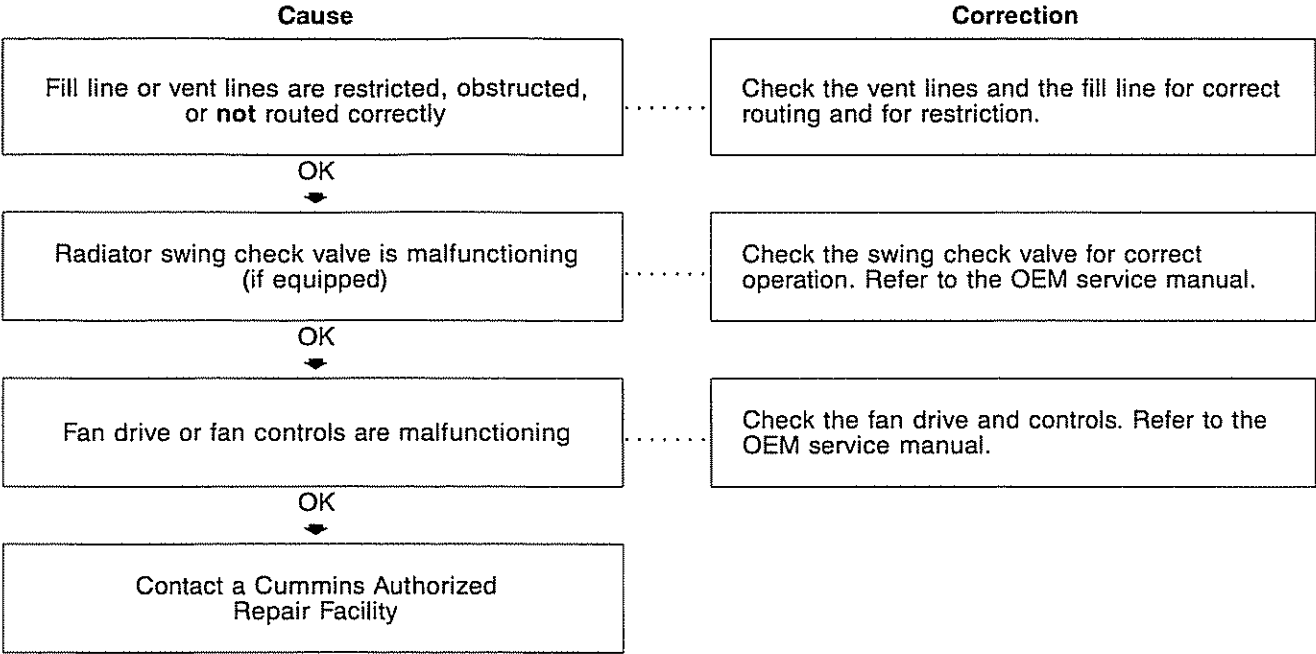 Cause
Correction
Fill line or vent lines are restricted, obstructed,
or not routed correctly
Check the vent lines and the fill line for correct
routing and for restriction.
OK
Radiator swing check valve is malfunctioning
(if equipped)
Check the swing check valve for correct
operation. Refer to the OEM service manual.
OK
Fan drive or fan controls are malfunctioning
Check the fan drive and controls. Refer to the
OEM service manual.
OK
Contact a Cummins Authorized
Repair Facility